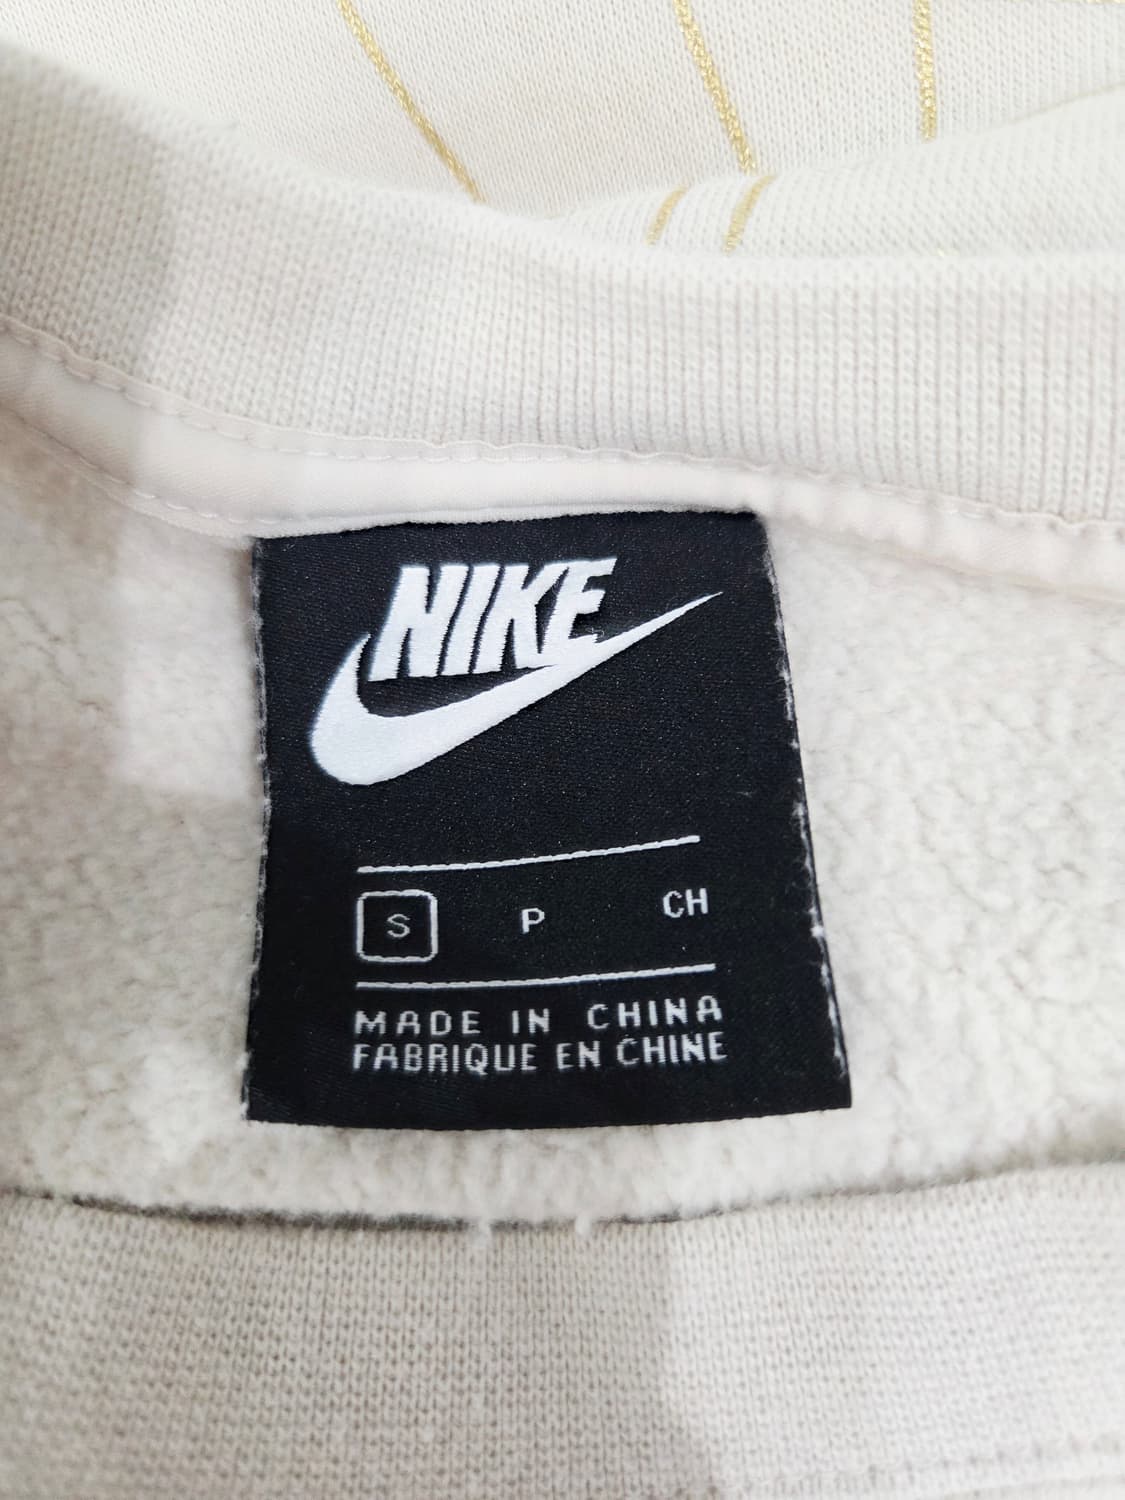 NIKE
S P CH
MADE IN CHINA
FABRIQUE EN CHINE